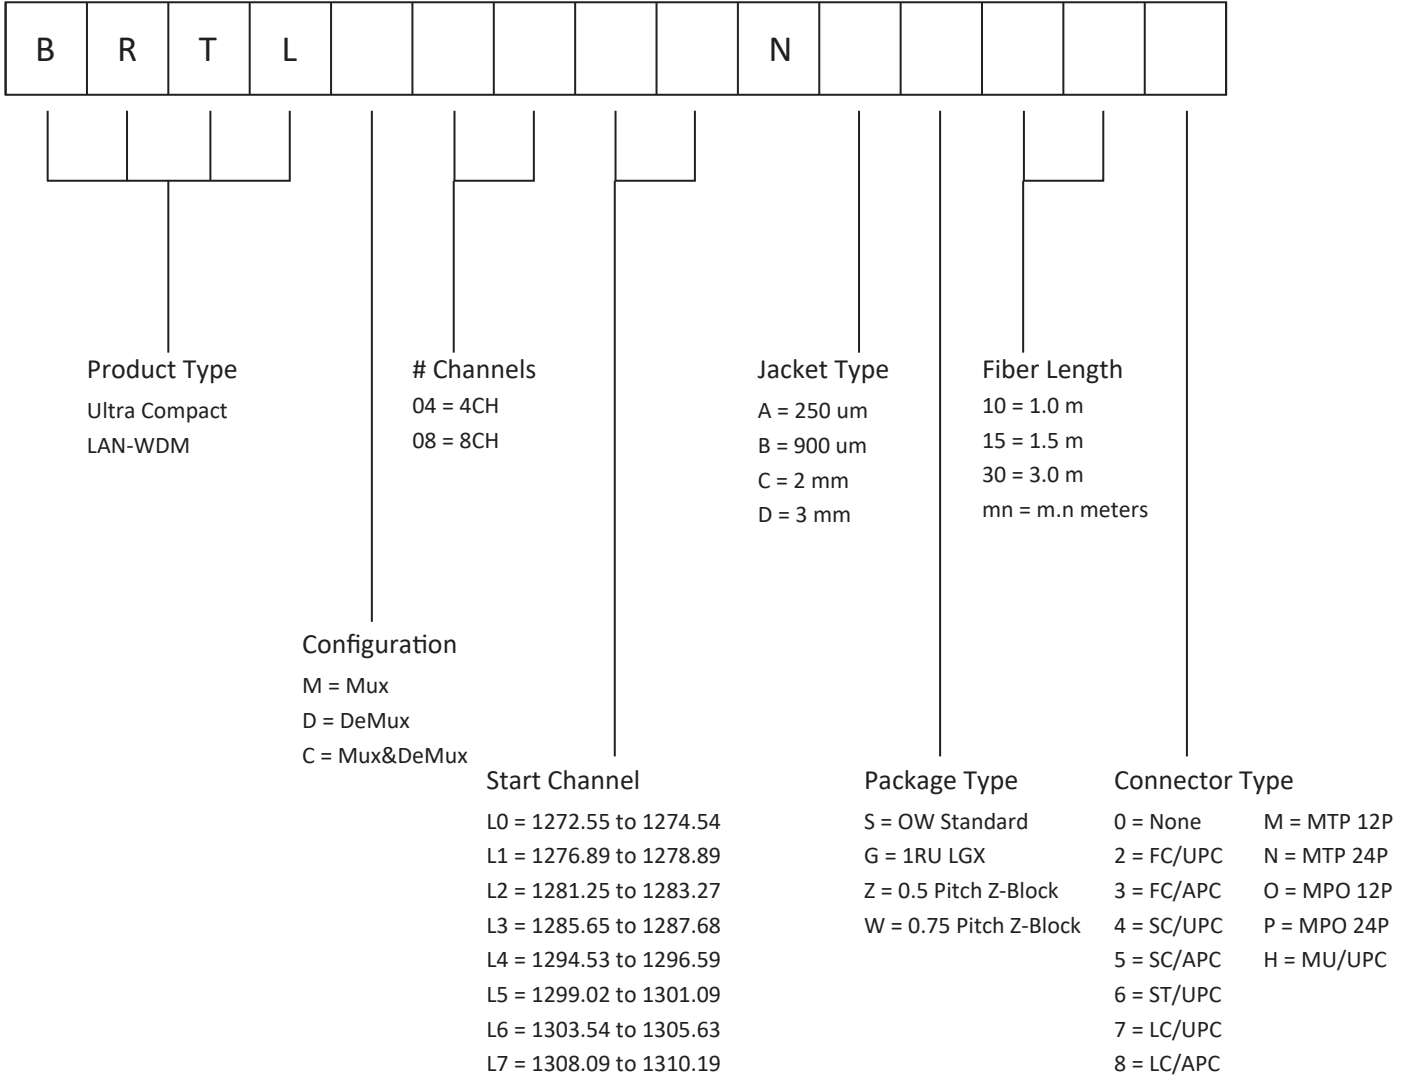 B R T L N
Product Type
Ultra Compact
LAN-WDM
# Channels
04 = 4CH
08 = 8CH
Jacket Type
A = 250 um
B = 900 um
C = 2 mm
D = 3 mm
Fiber Length
10 = 1.0 m
15 = 1.5 m
30 = 3.0 m
mn = m.n meters
Configuration
M = Mux
D = DeMux
C = Mux&DeMux
Start Channel
L0 = 1272.55 to 1274.54
L1 = 1276.89 to 1278.89
L2 = 1281.25 to 1283.27
L3 = 1285.65 to 1287.68
L4 = 1294.53 to 1296.59
L5 = 1299.02 to 1301.09
L6 = 1303.54 to 1305.63
L7 = 1308.09 to 1310.19
Package Type
S = OW Standard
G = 1RU LGX
Z = 0.5 Pitch Z-Block
W = 0.75 Pitch Z-Block
Connector Type
0 = None
2 = FC/UPC
3 = FC/APC
4 = SC/UPC
5 = SC/APC
6 = ST/UPC
7 = LC/UPC
8 = LC/APC
M = MTP 12P
N = MTP 24P
O = MPO 12P
P = MPO 24P
H = MU/UPC